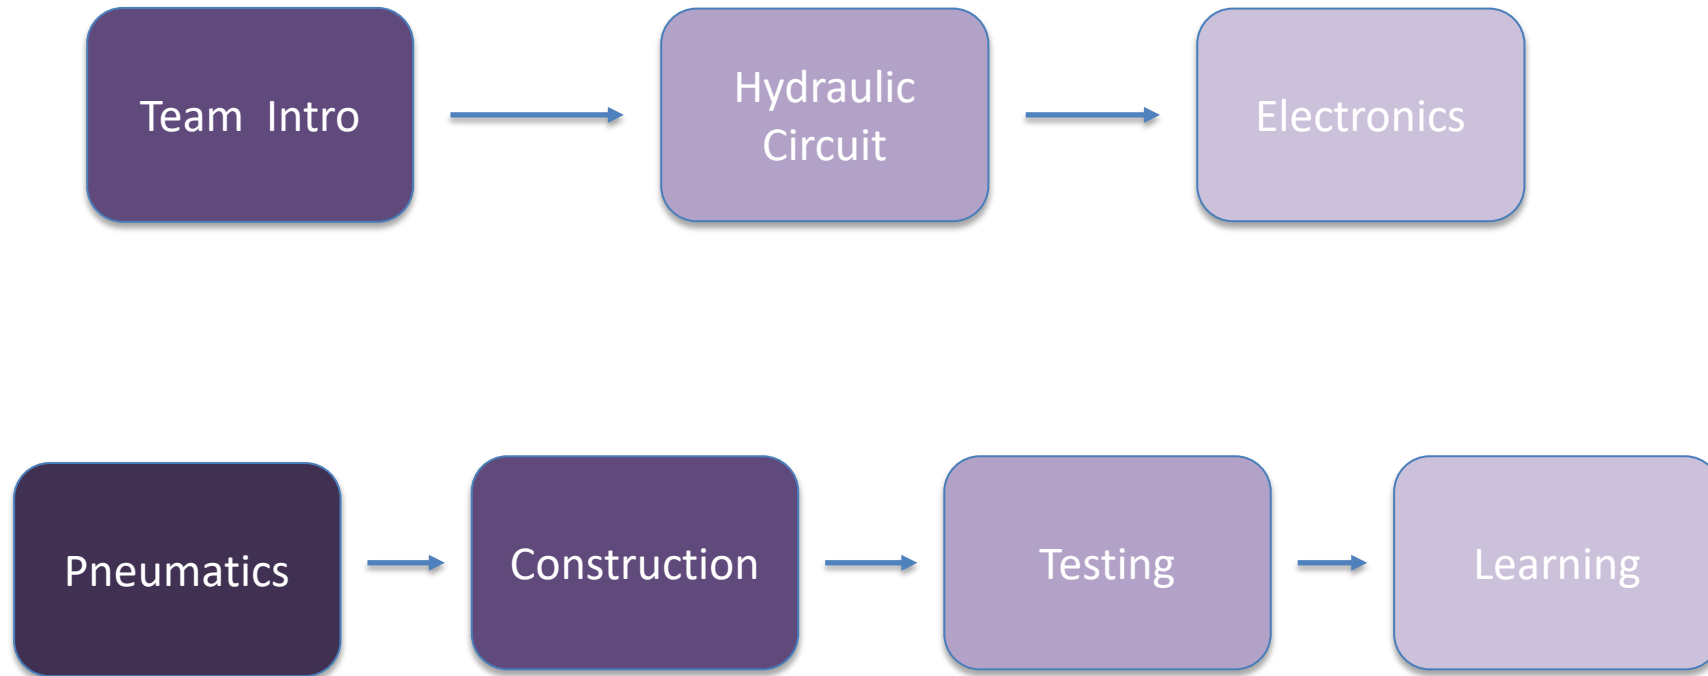 Team Intro
Hydraulic
Circuit
Electronics
Pneumatics
Construction
Testing
Learning